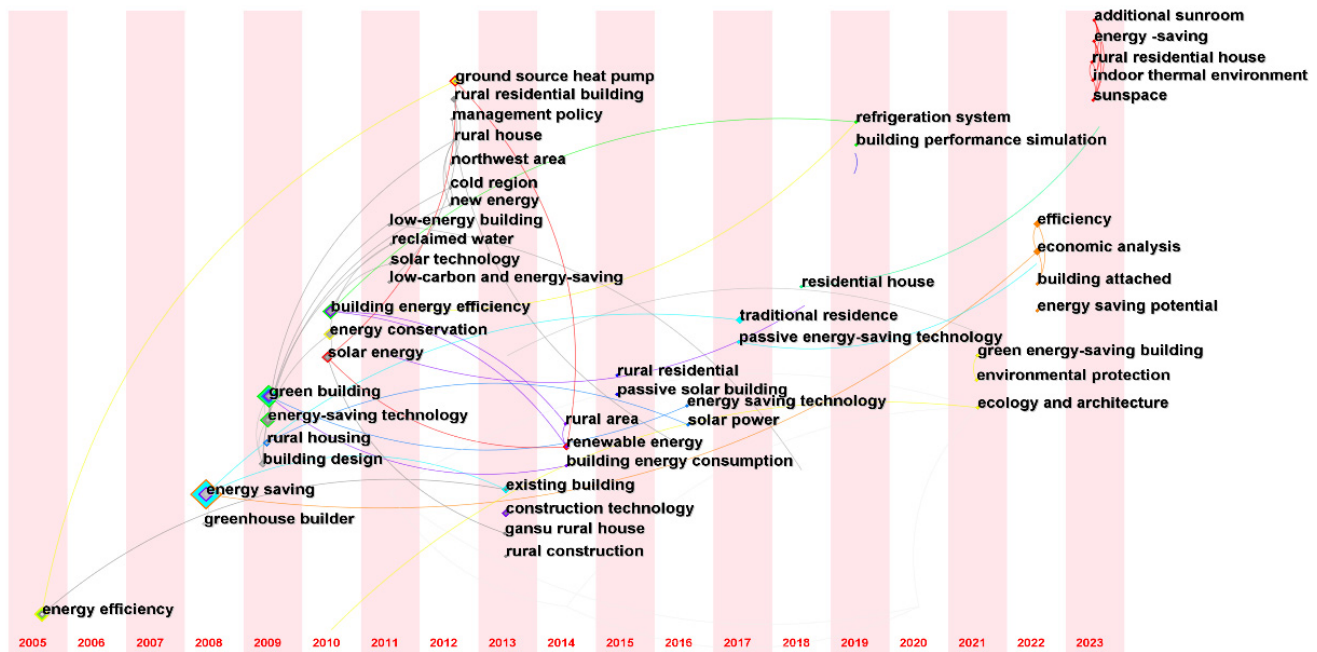 additional sunroom
energy -saving
rural residential house
indoor thermal environment
sunspace
ground source heat pump
rural residential building
management policy
rural house
northwest area
cold region
new energy
refrigeration system
building performance simulation
low-energy building
reclaimed water
solar technology
low-carbon and energy-saving
efficiency
economic analysis
building attached
energy saving potential
residential house
building energy efficiency
energy conservation
solar energy
traditional residence
passive energy-saving technology
green energy-saving building
environmental protection
ecology and architecture
rural residential
passive solar building
energy saving technology
solar power
green building
energy-saving technology
rural housing
building design
rural area
renewable energy
building energy consumption
energy saving
greenhouse builder
existing building
construction technology
gansu rural house
rural construction
energy efficiency
2005 2006 2007 2008 2009 2010 2011 2012 2013 2014 2015 2016 2017 2018 2019 2020 2021 2022 2023